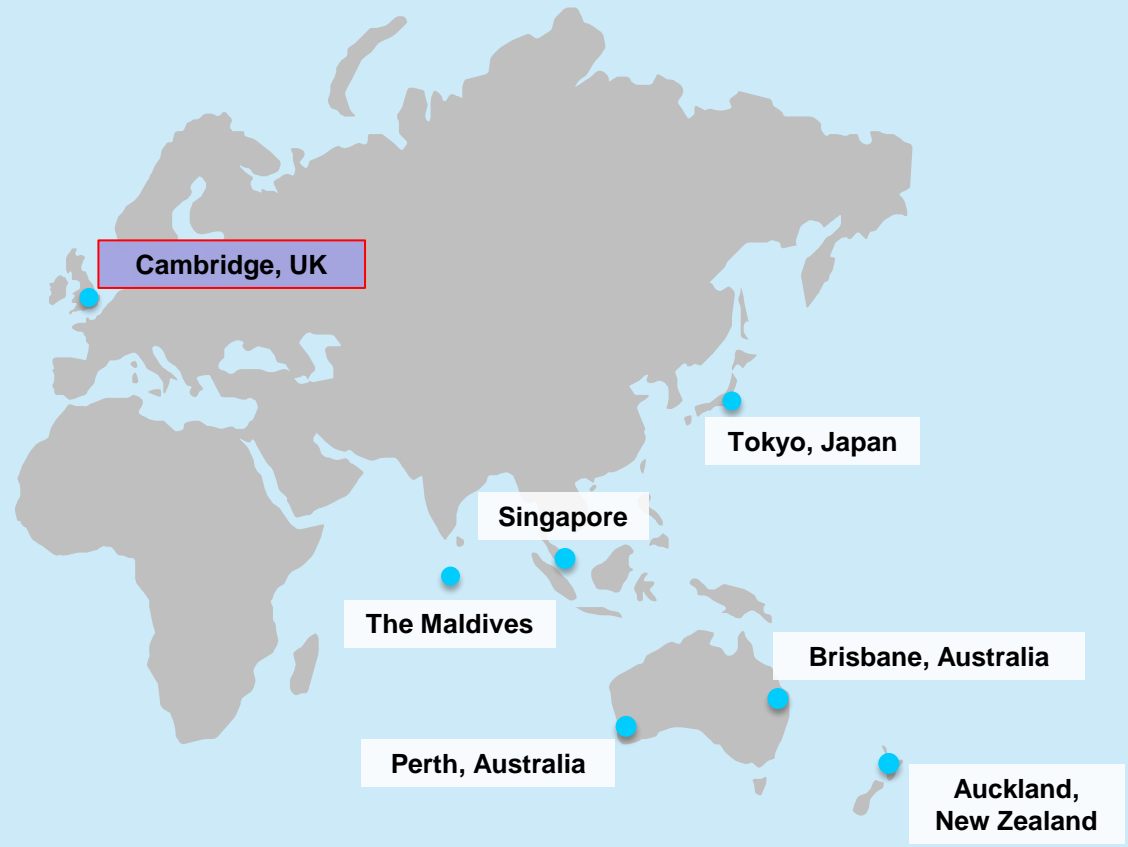 Cambridge, UK
Tokyo, Japan
Singapore
The Maldives
Brisbane, Australia
Perth, Australia
Auckland,
New Zealand